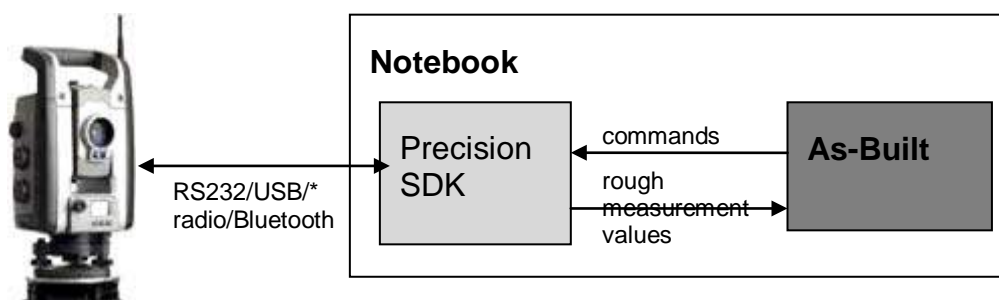 Notebook
Precision
SDK
commands
As-Built
rough
measurement
values
RS232/USB/*
radio/Bluetooth